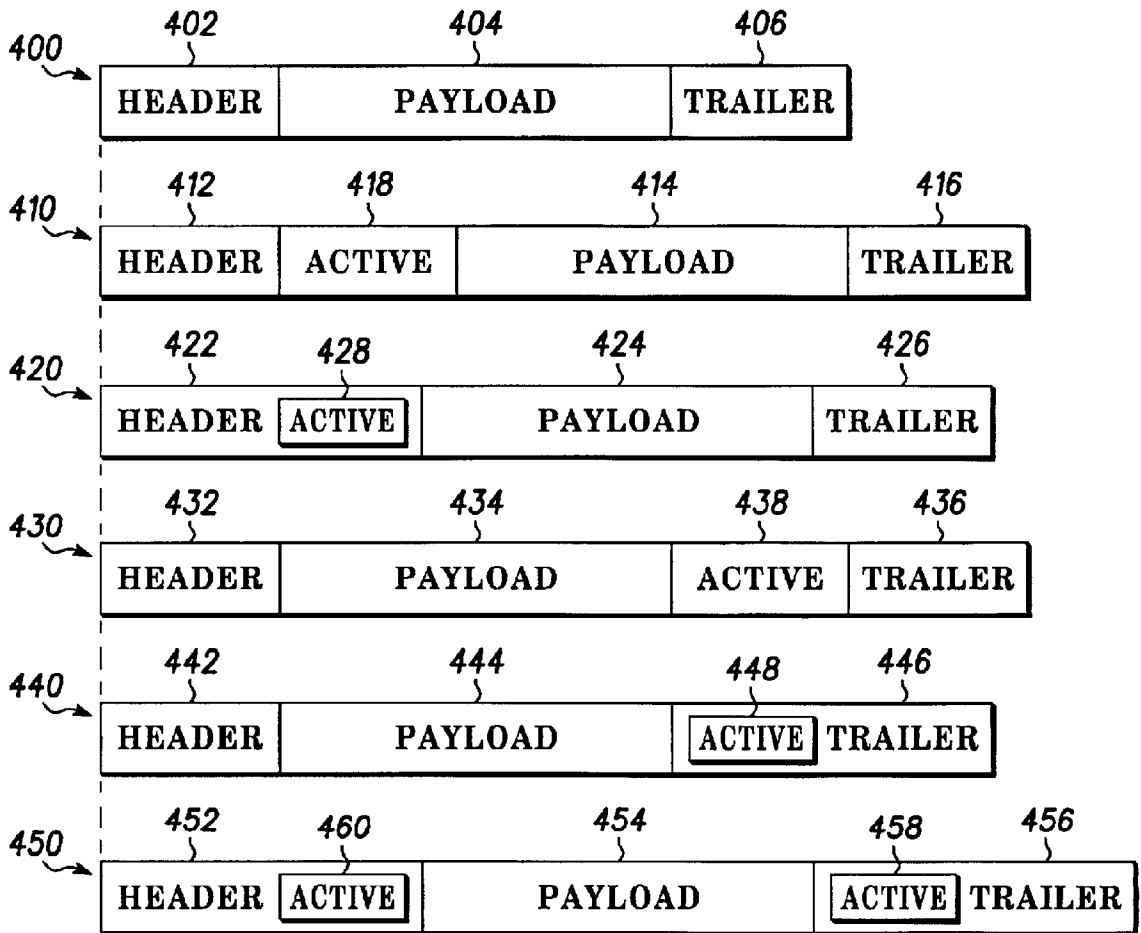 402 404 406
400
HEADER PAYLOAD TRAILER
412 418 414 416
410
HEADER ACTIVE PAYLOAD TRAILER
422 428 424 426
420
HEADER ACTIVE PAYLOAD TRAILER
432 434 438 436
430
HEADER PAYLOAD ACTIVE TRAILER
442 444 448 446
440
HEADER PAYLOAD ACTIVE TRAILER
452 460 454 458 456
450
HEADER ACTIVE PAYLOAD ACTIVE TRAILER